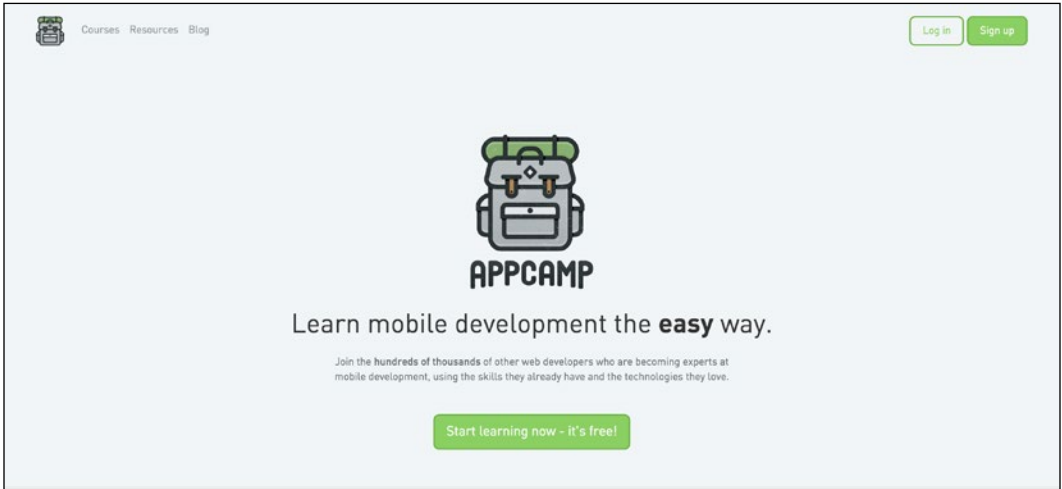 Courses Resources Blog
Log in
Sign up
APPCAMP
Learn mobile development the easy way.
Join the hundreds of thousands of other web developers who are becoming experts at
mobile development, using the skills they already have and the technologies they love.
Start learning now - it's free!